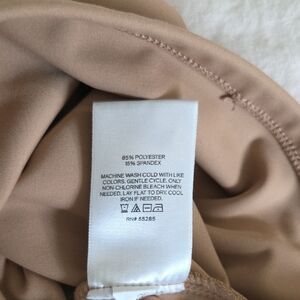 85% POLYESTER
15% SPANDEX
MACHINE WASH COLD WITH LIKE
COLORS. GENTLE CYCLE. ONLY
NON-CHLORINE BLEACH WHEN
NEEDED. LAY FLAT TO DRY. COOL
IRON IF NEEDED.
RN# 55285